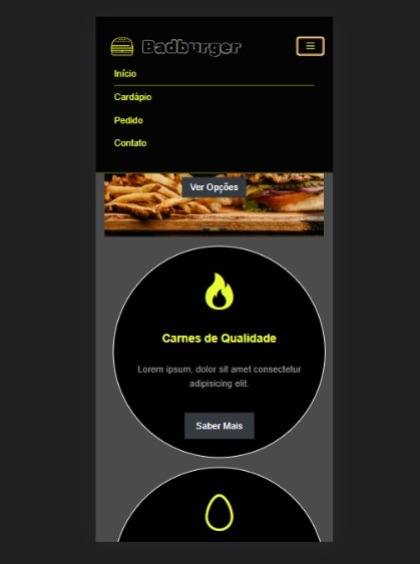 Badburger
Início
Cardápio
Pedido
Contato
Ver Opções
Carnes de Qualidade
Lorem ipsum, dolor sit amet consectetur
adipisicing elit.
Saber Mais